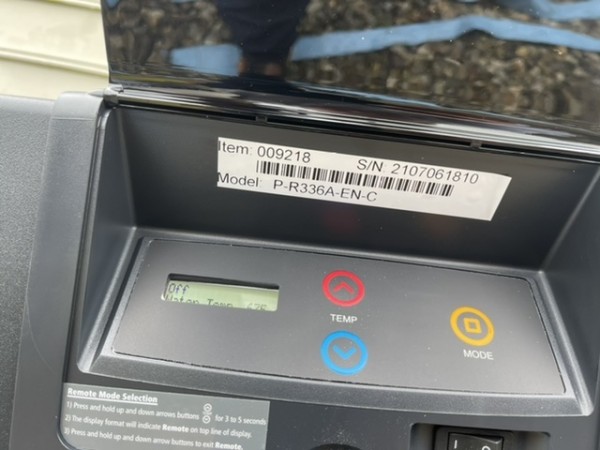 Item: 009218 S/N: 2107061810
Model: P-R336A-EN-C
Off
Water Temp
TEMP
MODE
Remote Mode Selection
1) Press and hold up and down arrows buttons for 3 to 5 seconds
2) The display format will indicate Remote on top line of display.
3) Press and hold up and down arrow buttons to exit Remote.